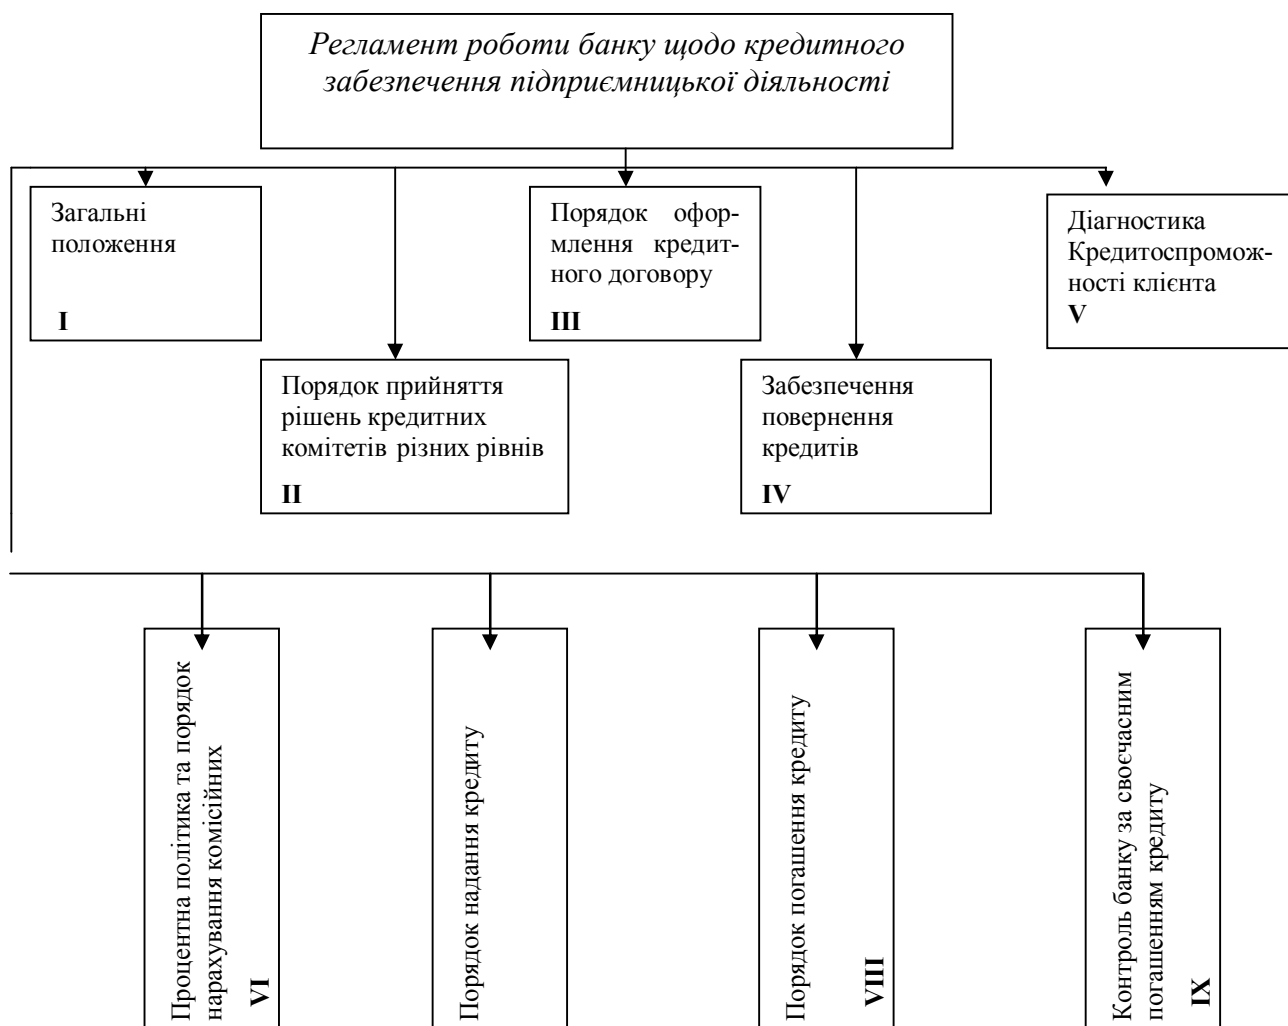 Регламент роботи банку щодо кредитного
забезпечення підприємницької діяльності
Загальні
положення
I
Порядок офор-
млення кредит-
ного договору
III
Діагностика
Кредитоспромож-
ності клієнта
V
Порядок прийняття
рішень кредитних
комітетів різних рівнів
II
Забезпечення
повернення
кредитів
IV
Процентна політика та порядок
нарахування комісійних
VI
Порядок надання кредиту
Порядок погашення кредиту
VIII
Контроль банку за своєчасним
погашенням кредиту
IX